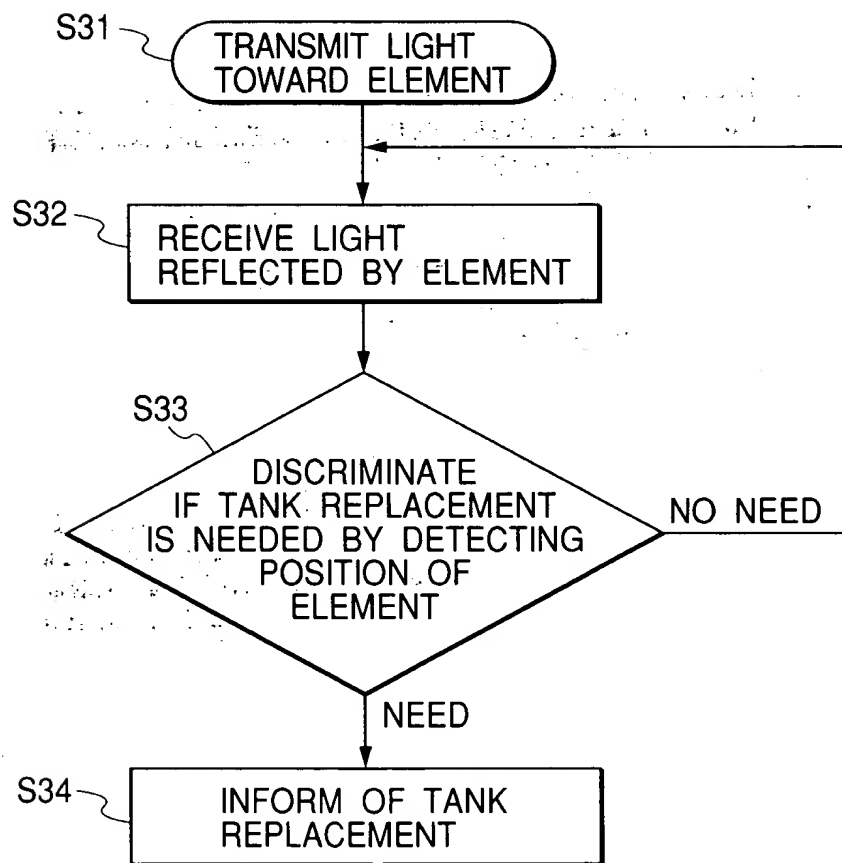 S31
TRANSMIT LIGHT
TOWARD ELEMENT
S32
RECEIVE LIGHT
REFLECTED BY ELEMENT
S33
DISCRIMINATE
IF TANK REPLACEMENT
IS NEEDED BY DETECTING
POSITION OF
ELEMENT
NO NEED
NEED
S34
INFORM OF TANK
REPLACEMENT